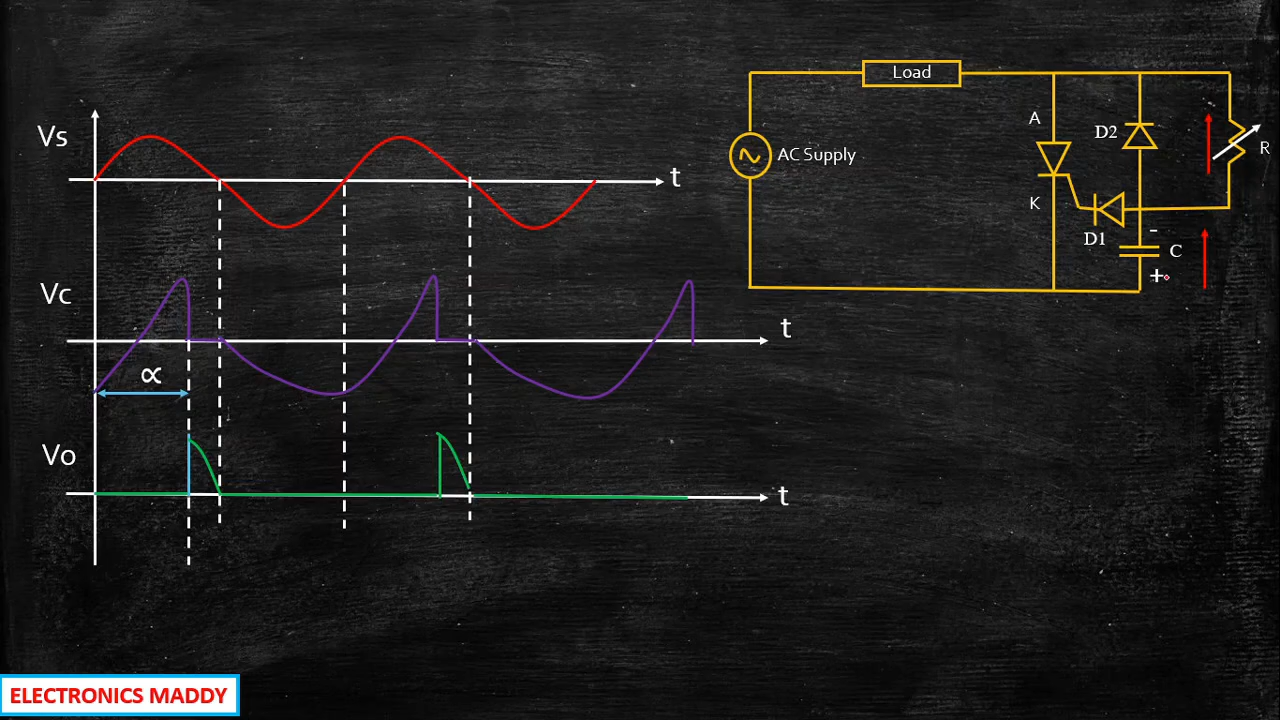 Vs
t
Vc
t
∝
Vo
t
Load
AC Supply
A
K
D2
D1
R
-
C
+
ELECTRONICS MADDY